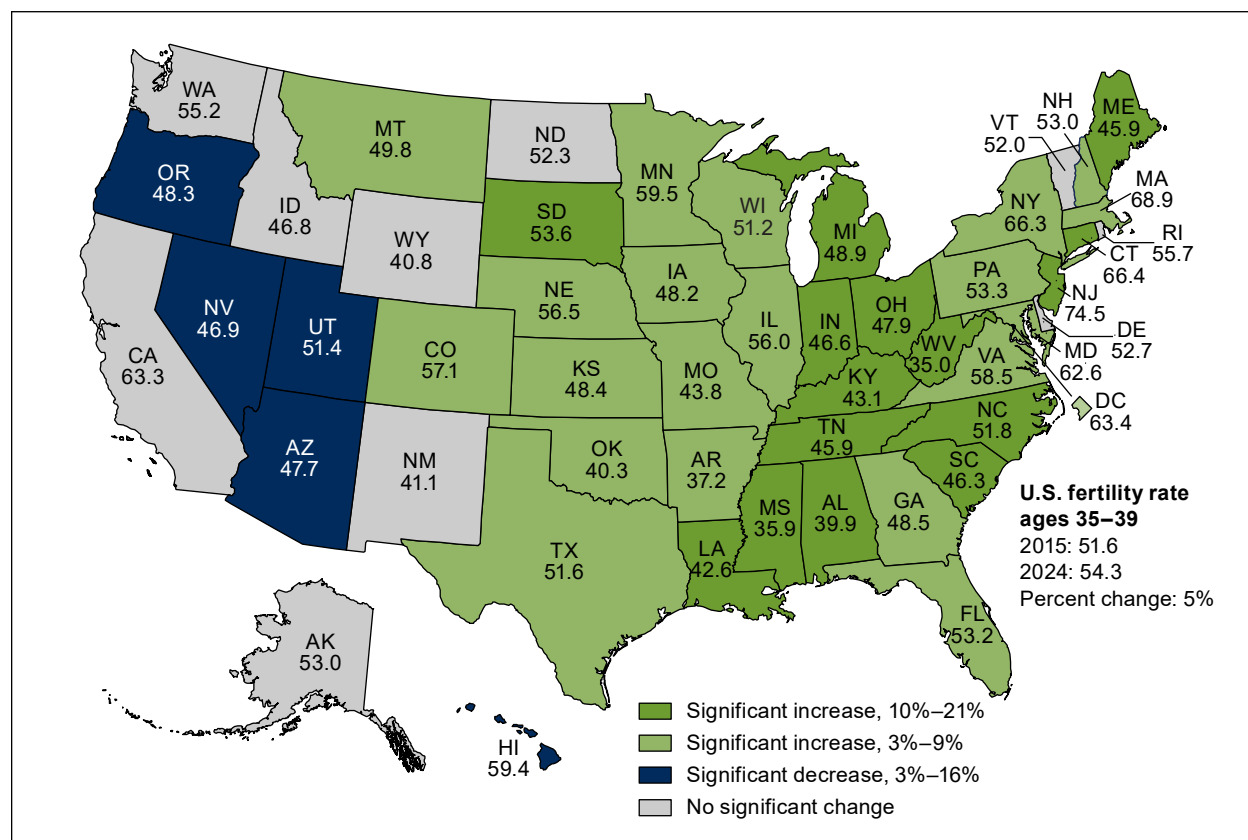 WA
55.2
OR
48.3
CA
63.3
ID
46.8
NV
46.9
MT
49.8
WY
40.8
UT
51.4
AZ
47.7
CO
57.1
NM
41.1
ND
52.3
SD
53.6
NE
56.5
KS
48.4
OK
40.3
TX
51.6
MN
59.5
IA
48.2
MO
43.8
AR
37.2
LA
42.6
WI
51.2
IL
56.0
MI
48.9
IN
46.6
OH
47.9
KY
43.1
TN
45.9
MS
35.9
AL
39.9
GA
48.5
FL
53.2
SC
46.3
NC
51.8
VA
58.5
WV
35.0
PA
53.3
NY
66.3
VT
52.0
NH
53.0
ME
45.9
MA
68.9
RI
55.7
CT
66.4
NJ
74.5
DE
52.7
MD
62.6
DC
63.4
AK
53.0
HI
59.4
U.S. fertility rate
ages 35–39
2015: 51.6
2024: 54.3
Percent change: 5%
Significant increase, 10%–21%
Significant increase, 3%–9%
Significant decrease, 3%–16%
No significant change